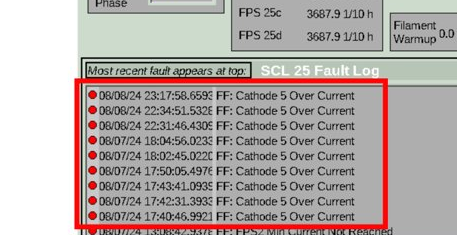 Phase
FPS 25c 3687.9 1/10 h
FPS 25d 3687.9 1/10 h
Filament
Warmup 0.0
Most recent fault appears at top: SCL 25 Fault Log
08/08/24 23:17:58.6593 FF: Cathode 5 Over Current
08/08/24 22:34:51.5328 FF: Cathode 5 Over Current
08/08/24 22:31:46.4309 FF: Cathode 5 Over Current
08/07/24 18:04:56.0233 FF: Cathode 5 Over Current
08/07/24 18:02:45.0220 FF: Cathode 5 Over Current
08/07/24 17:50:05.4976 FF: Cathode 5 Over Current
08/07/24 17:43:41.0939 FF: Cathode 5 Over Current
08/07/24 17:42:31.3933 FF: Cathode 5 Over Current
08/07/24 17:40:46.9921 FF: Cathode 5 Over Current
08/07/24 13:08:42.937 FF: FPS2 Min Current Not Reached